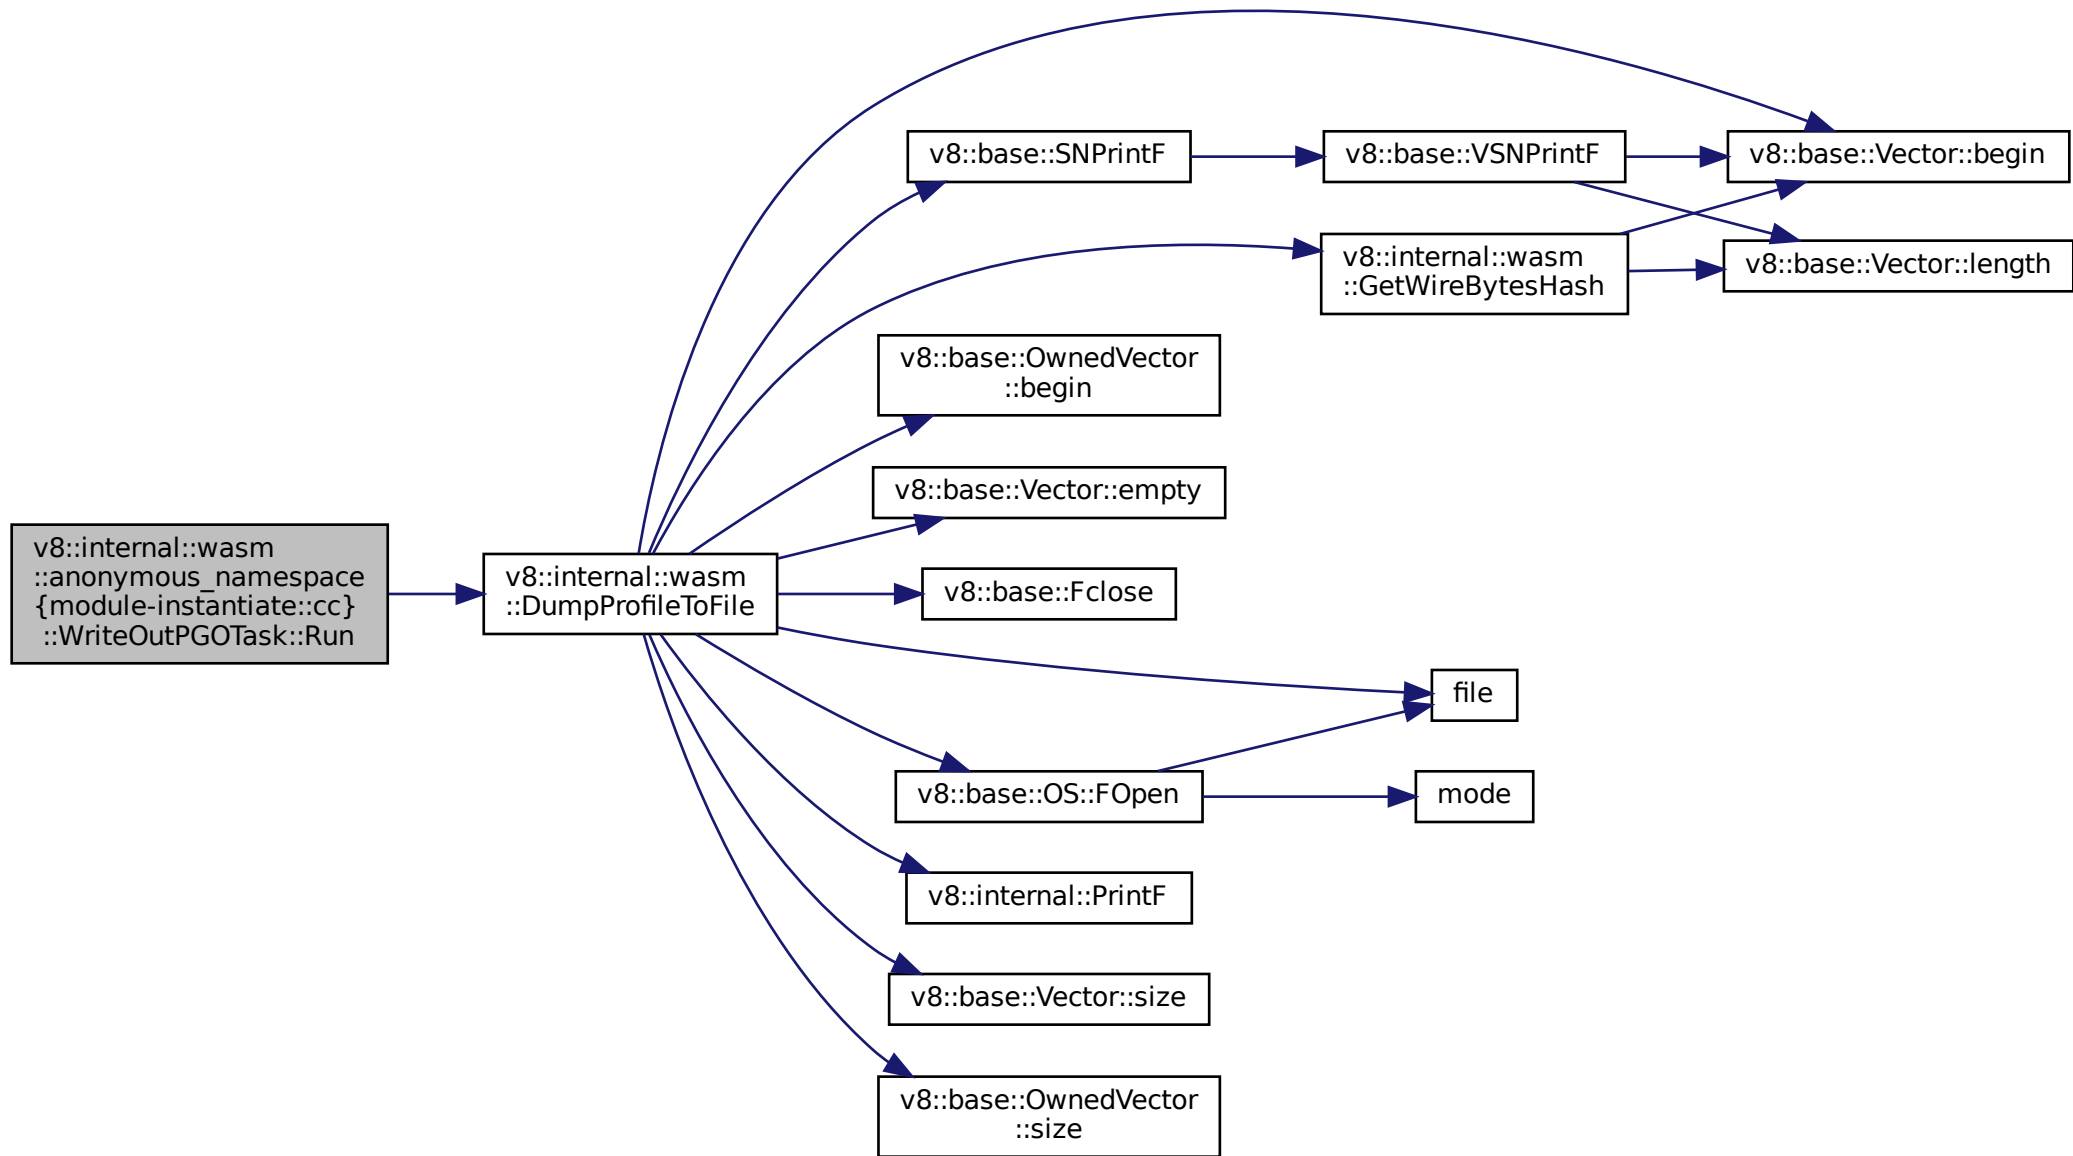 v8::internal::wasm
::anonymous_namespace
{module-instantiate::cc}
::WriteOutPGOTask::Run
v8::internal::wasm
::DumpProfileToFile
v8::base::SNPrintF
v8::base::VSNPrintF
v8::base::Vector::begin
v8::internal::wasm
::GetWireBytesHash
v8::base::Vector::length
v8::base::OwnedVector
::begin
v8::base::Vector::empty
v8::base::Fclose
file
v8::base::OS::FOpen
mode
v8::internal::PrintF
v8::base::Vector::size
v8::base::OwnedVector
::size